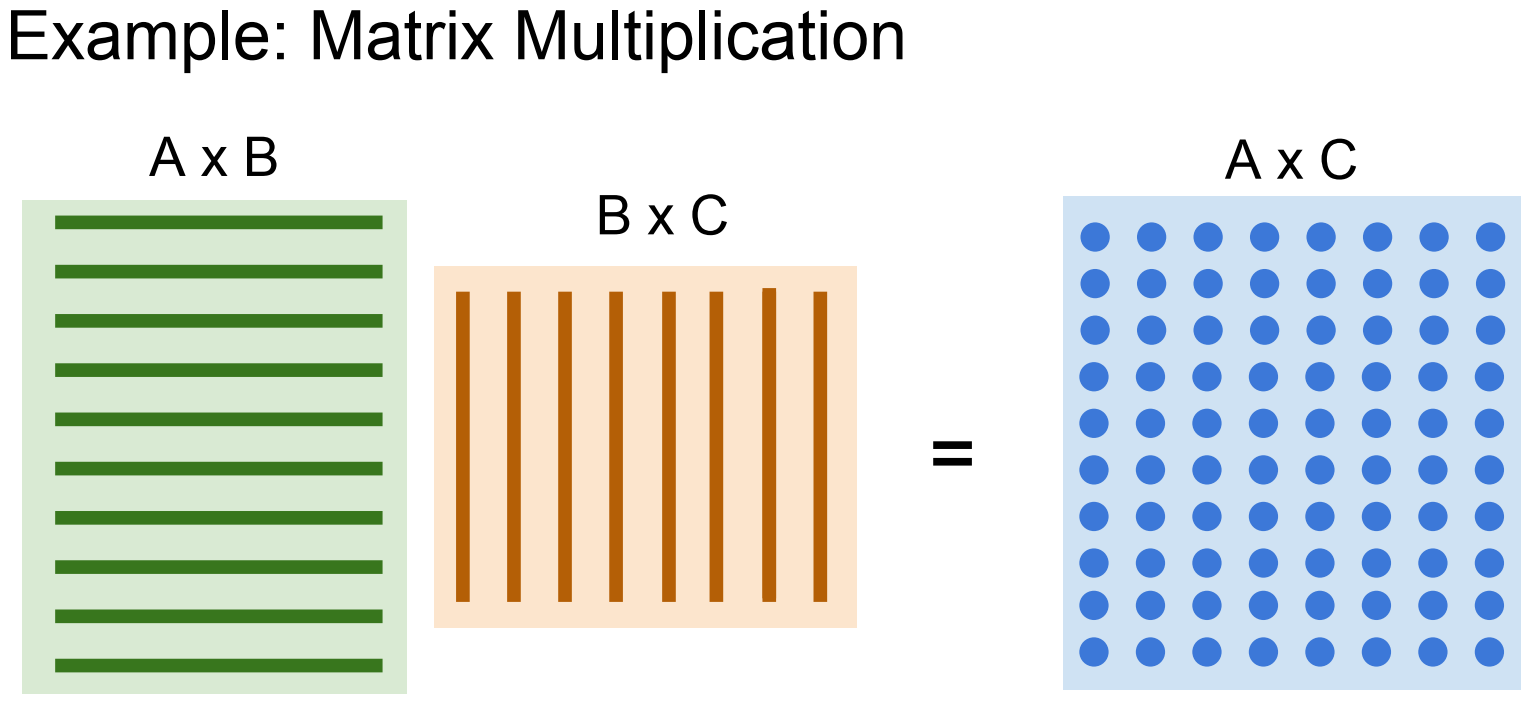 Example: Matrix Multiplication
A x B
B x C
=
A x C